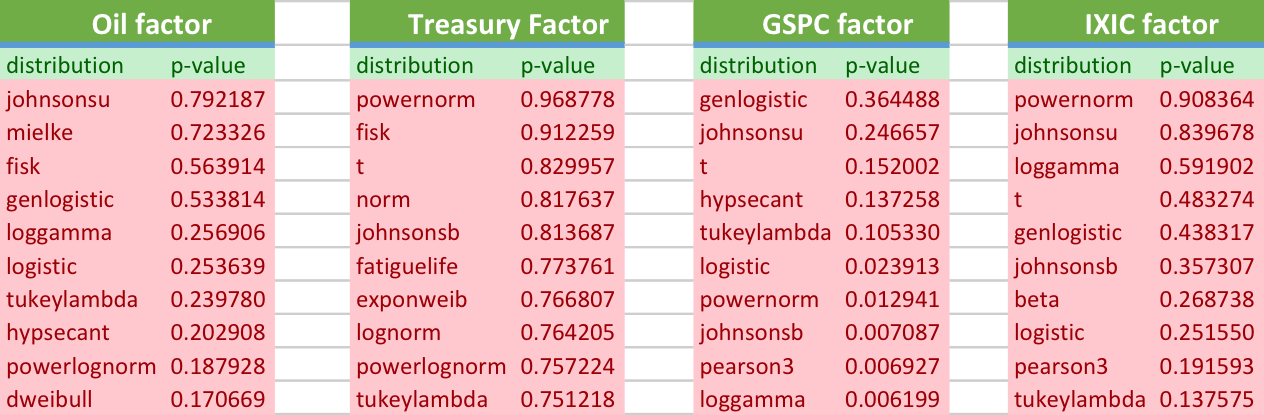 Oil factor Treasury Factor GSPC factor IXIC factor
distribution p-value distribution p-value distribution p-value distribution p-value
johnsonsu 0.792187 powernorm 0.968778 genlogistic 0.364488 powernorm 0.908364
mielke 0.723326 fisk 0.912259 johnsonsu 0.246657 johnsonsu 0.839678
fisk 0.563914 t 0.829957 t 0.152002 loggamma 0.591902
genlogistic 0.533814 norm 0.817637 hypsecant 0.137258 t 0.483274
loggamma 0.256906 johnsonsb 0.813687 tukeylambda 0.105330 genlogistic 0.438317
logistic 0.253639 fatiguelife 0.773761 logistic 0.023913 johnsonsb 0.357307
tukeylambda 0.239780 exponweib 0.766807 powernorm 0.012941 beta 0.268738
hypsecant 0.202908 lognorm 0.764205 johnsonsb 0.007087 logistic 0.251550
powerlognorm 0.187928 powerlognorm 0.757224 pearson3 0.006927 pearson3 0.191593
dweibull 0.170669 tukeylambda 0.751218 loggamma 0.006199 tukeylambda 0.137575